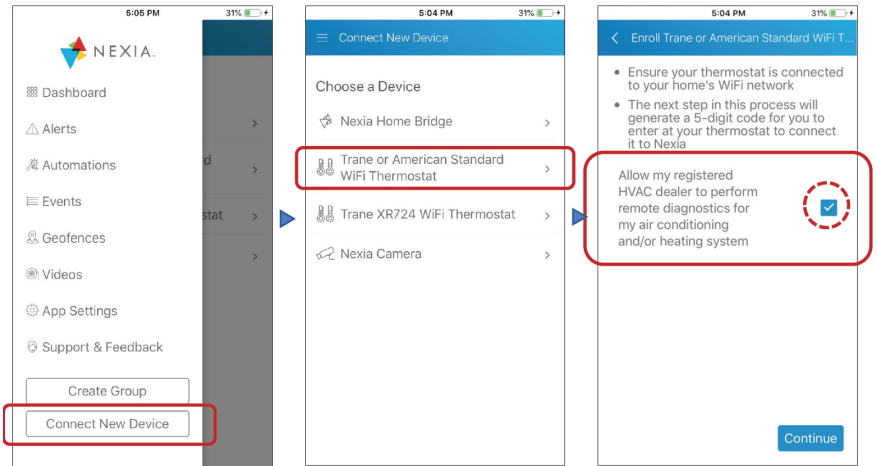 5:05 PM
31%
NEXIA.
Dashboard
Alerts
Automations
Events
Geofences
Videos
App Settings
Support & Feedback
Create Group
Connect New Device
rd
stat
5:04 PM
31%
Connect New Device
Choose a Device
Nexia Home Bridge
Trane or American Standard
WiFi Thermostat
Trane XR724 WiFi Thermostat
Nexia Camera
5:04 PM
31%
Enroll Trane or American Standard WiFi T...
• Ensure your thermostat is connected
to your home's WiFi network
• The next step in this process will
generate a 5-digit code for you to
enter at your thermostat to connect
it to Nexia
Allow my registered
HVAC dealer to perform
remote diagnostics for
my air conditioning
and/or heating system
Continue